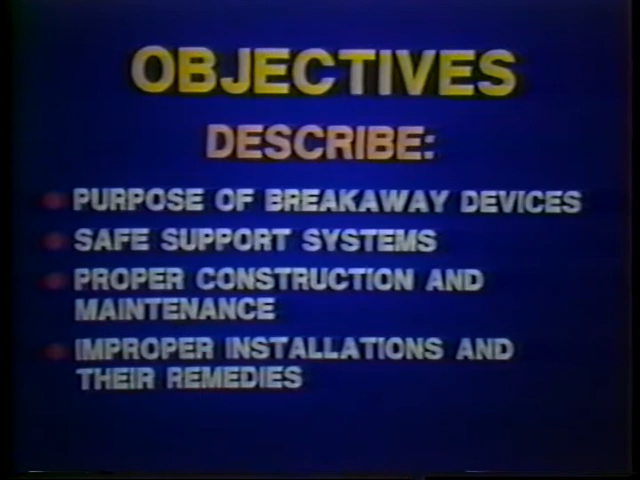 OBJECTIVES
DESCRIBE:
PURPOSE OF BREAKAWAY DEVICES
SAFE SUPPORT SYSTEMS
PROPER CONSTRUCTION AND
MAINTENANCE
IMPROPER INSTALLATIONS AND
THEIR REMEDIES